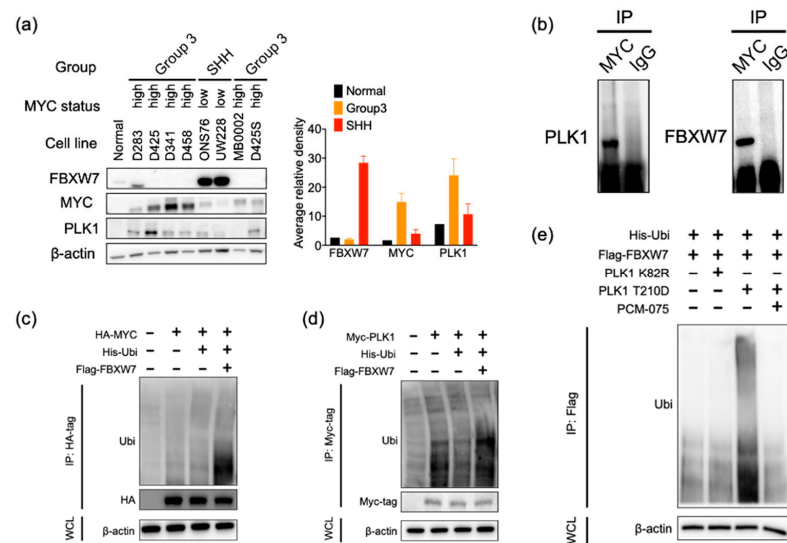 (a)
Group 3
SHH
Group 3
Group
MYC status
high
high
high
high
low
low
high
high
Cell line
Normal
D283
D425
D341
D458
ONS76
UW228
MB0002
D425S
FBXW7
MYC
PLK1
β-actin
Normal
Group3
SHH
Average relative density
40
30
20
10
0
FBXW7 MYC PLK1
(b)
IP
MYC IgG
PLK1
IP
MYC IgG
FBXW7
(c)
HA-MYC – + + +
His-Ubi – – + +
Flag-FBXW7 – – – +
IP: HA-tag
Ubi
HA
WCL
β-actin
(d)
Myc-PLK1 – + + +
His-Ubi – – + +
Flag-FBXW7 – – – +
IP: Myc-tag
Ubi
Myc-tag
WCL
β-actin
(e)
His-Ubi + + + +
Flag-FBXW7 + + + +
PLK1 K82R – + – –
PLK1 T210D – – + +
PCM-075 – – – +
IP: Flag
Ubi
WCL
β-actin